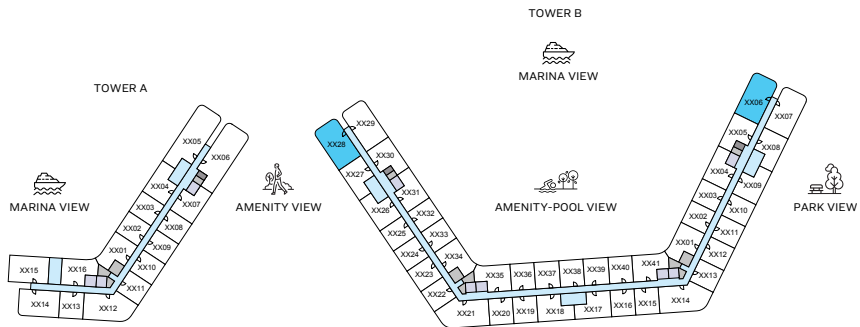 TOWER B
MARINA VIEW
TOWER A
MARINA VIEW
AMENITY VIEW
AMENITY-POOL VIEW
PARK VIEW
XX05
XX06
XX04
XX07
XX03
XX08
XX02
XX09
XX01
XX10
XX11
XX15
XX16
XX14
XX13
XX12
XX29
XX28
XX30
XX27
XX31
XX26
XX32
XX25
XX33
XX24
XX34
XX23
XX22
XX21
XX35
XX36
XX37
XX38
XX39
XX40
XX41
XX20
XX19
XX18
XX17
XX16
XX15
XX14
XX06
XX07
XX05
XX08
XX04
XX09
XX03
XX10
XX02
XX11
XX01
XX12
XX13